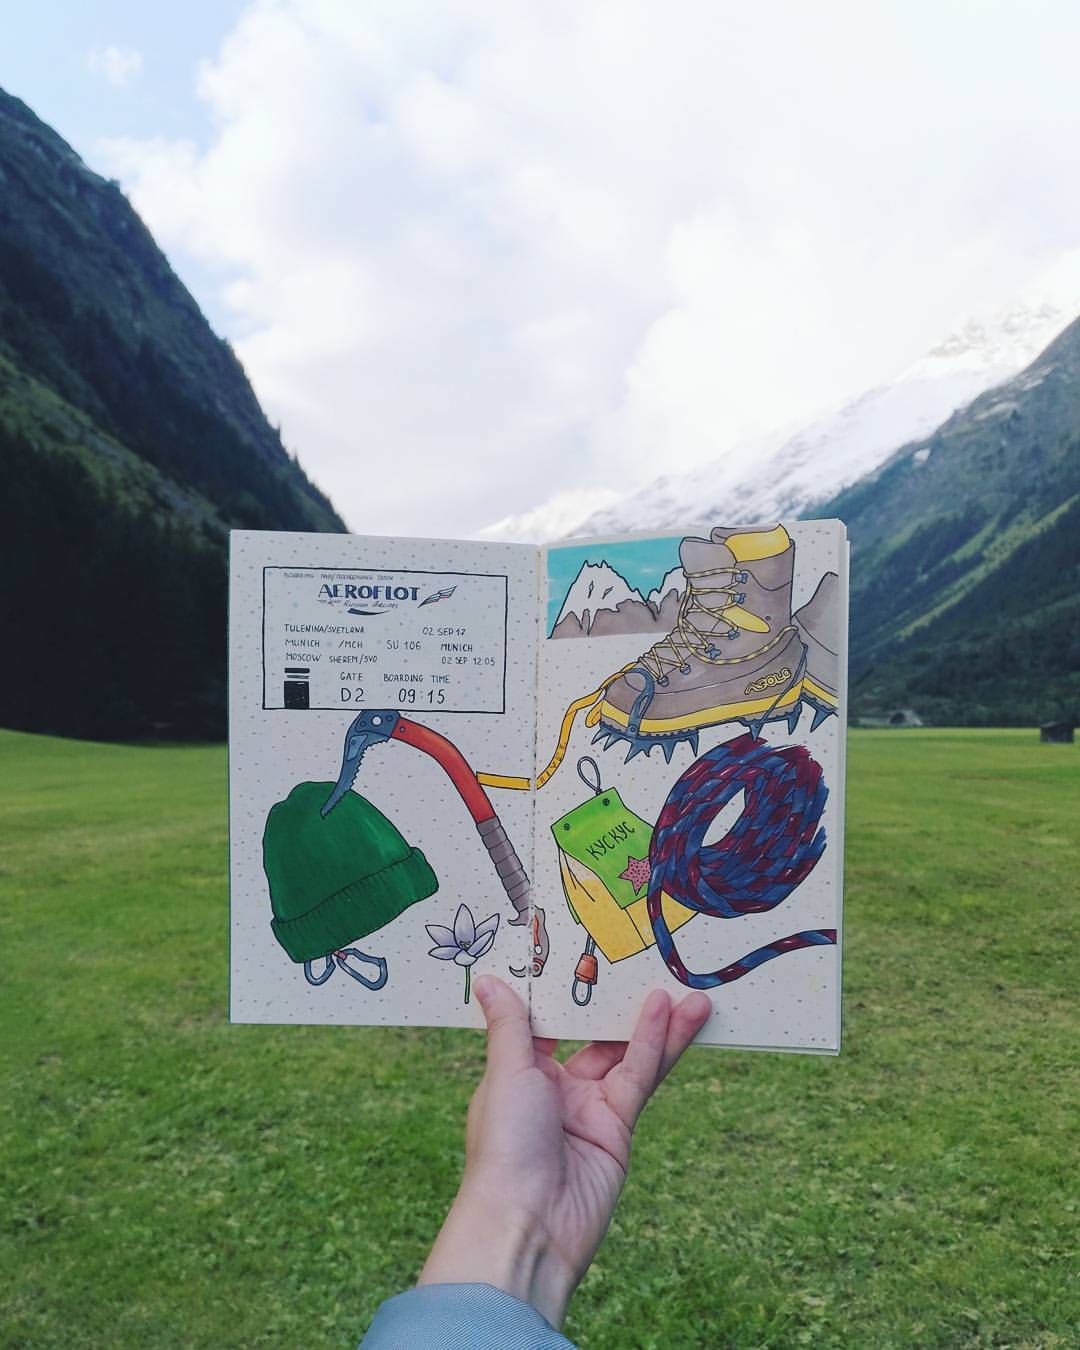 AEROFLOT
Russian Airlines
TULENINA/SVETLANA 02 SEP 17
MUNICH /MCH SU 106 MUNICH
MOSCOW SHEREM/SVO 02 SEP 12:05
GATE BOARDING TIME
D2 09:15
КУСКУС